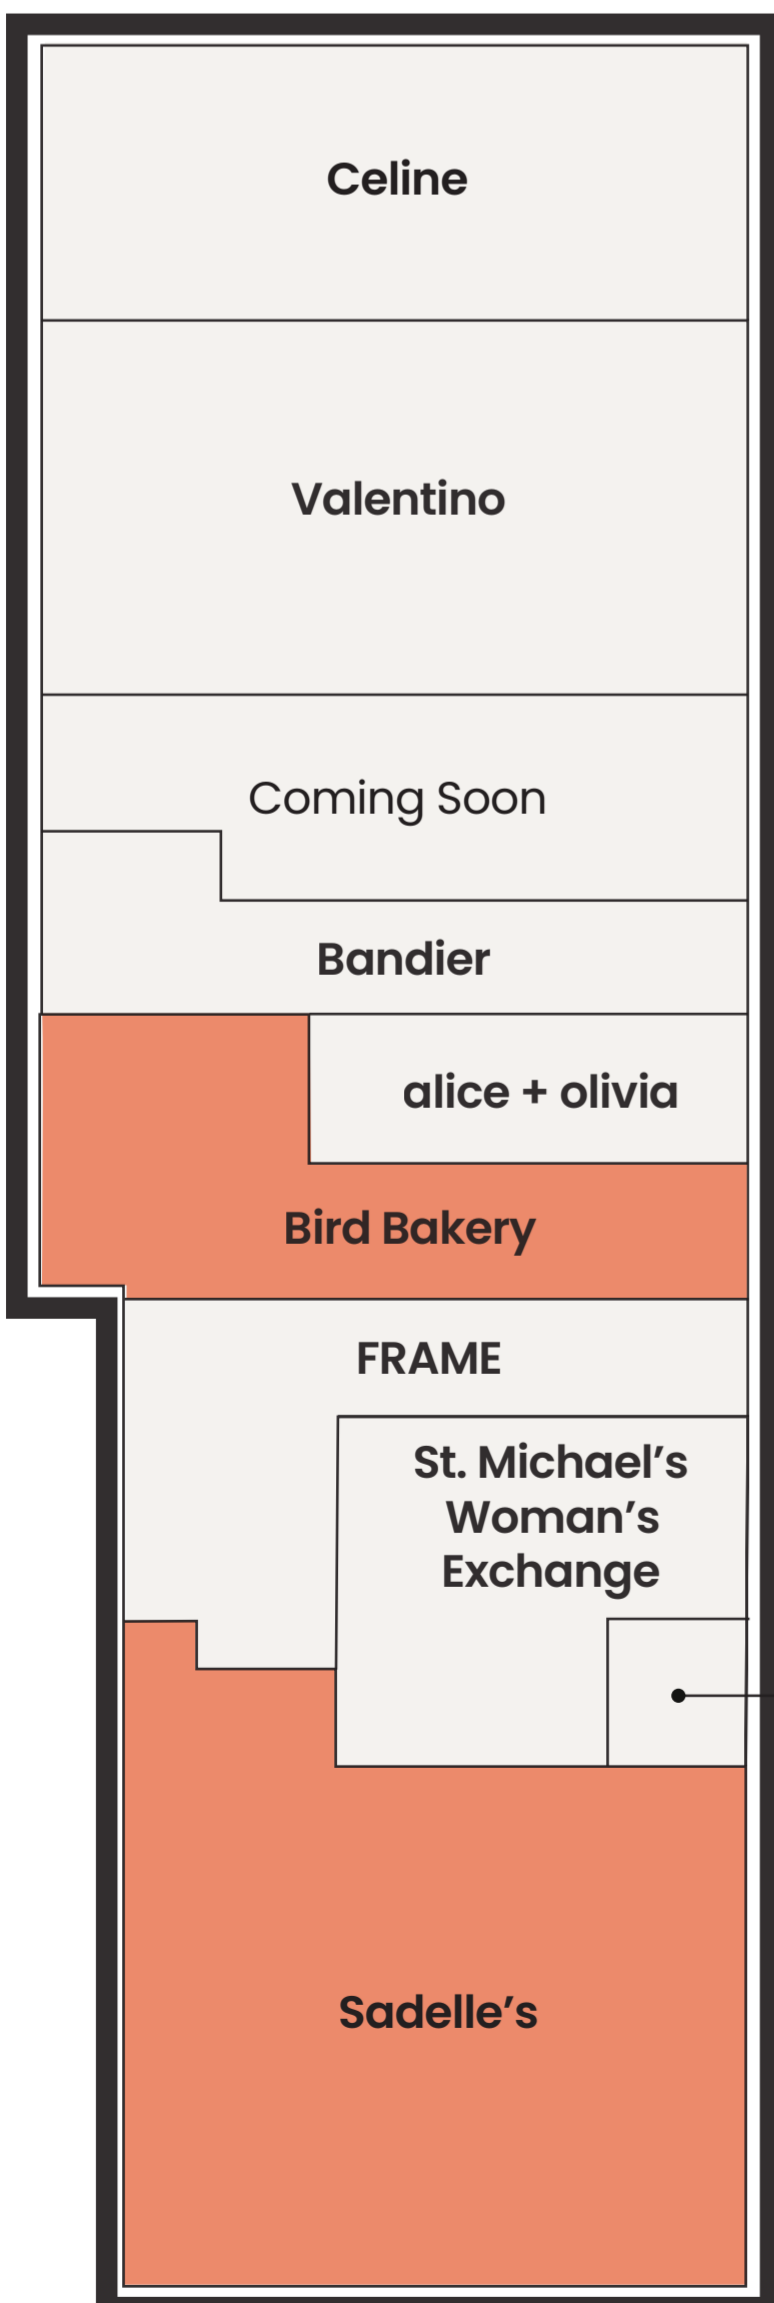 Celine
Valentino
Coming Soon
Bandier
alice + olivia
Bird Bakery
FRAME
St. Michael’s
Woman’s
Exchange
Sadelle’s